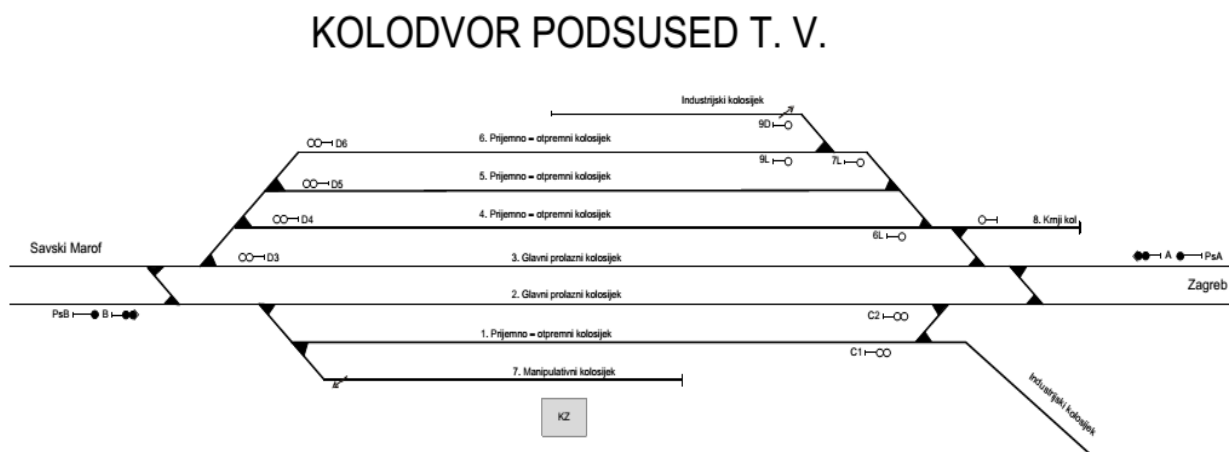 KOLODVOR PODSUSED T. V.
Industrijski kolosijek
9D
D6
6. Prijemno – otpremni kolosijek
9L
7L
D5
5. Prijemno – otpremni kolosijek
D4
4. Prijemno – otpremni kolosijek
8. Krnji kol
6L
Savski Marof
D3
3. Glavni prolazni kolosijek
A
PsA
Zagreb
2. Glavni prolazni kolosijek
PsB
B
C2
1. Prijemno – otpremni kolosijek
C1
7. Manipulativni kolosijek
Industrijski kolosijek
KZ